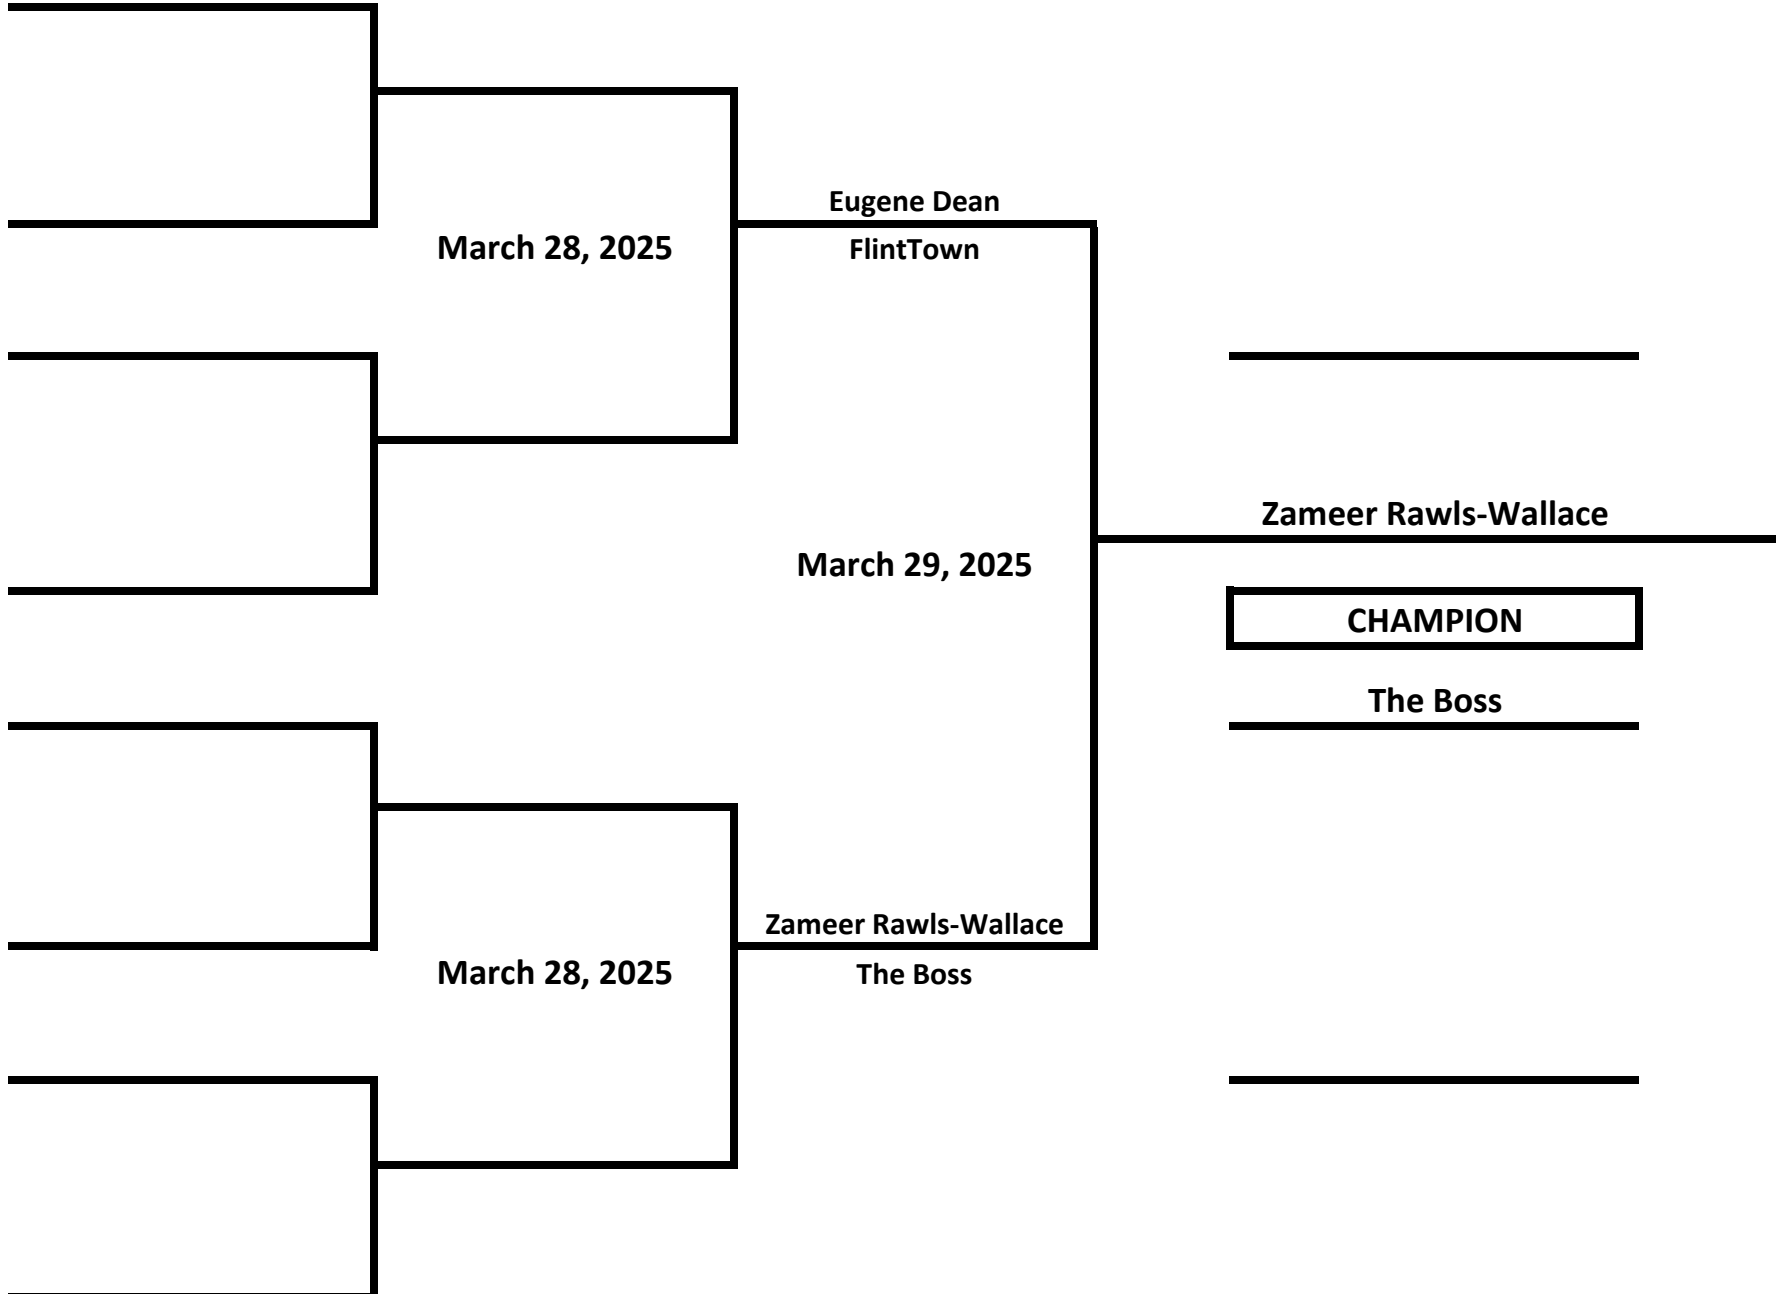 Eugene Dean
March 28, 2025
FlintTown
Zameer Rawls-Wallace
March 29, 2025
CHAMPION
The Boss
Zameer Rawls-Wallace
March 28, 2025
The Boss